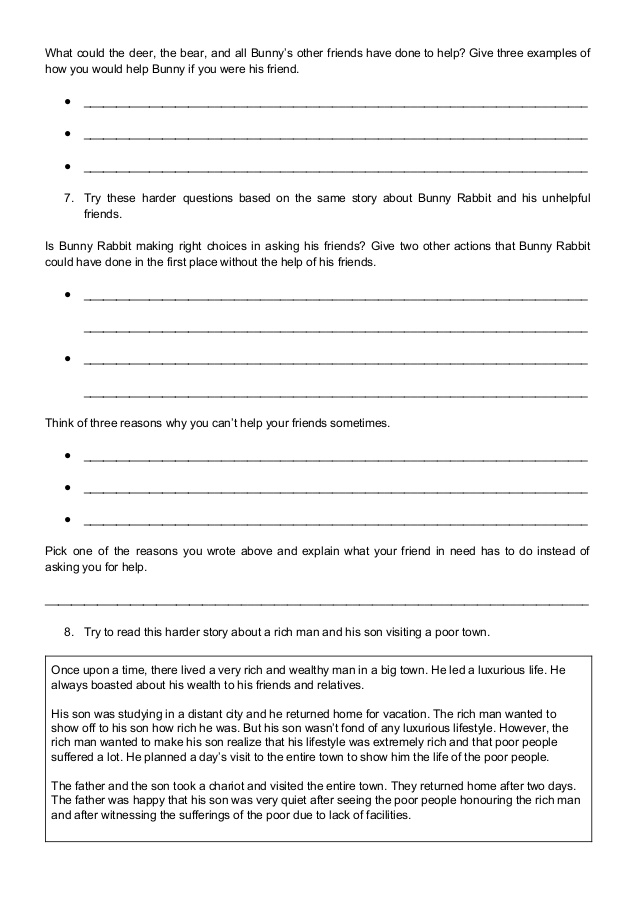 What could the deer, the bear, and all Bunny’s other friends have done to help? Give three examples of
how you would help Bunny if you were his friend.
• ________________________________________________
• ________________________________________________
• ________________________________________________
7. Try these harder questions based on the same story about Bunny Rabbit and his unhelpful
friends.
Is Bunny Rabbit making right choices in asking his friends? Give two other actions that Bunny Rabbit
could have done in the first place without the help of his friends.
• ________________________________________________
________________________________________________
• ________________________________________________
________________________________________________
Think of three reasons why you can’t help your friends sometimes.
• ________________________________________________
• ________________________________________________
• ________________________________________________
Pick one of the reasons you wrote above and explain what your friend in need has to do instead of
asking you for help.
________________________________________________
8. Try to read this harder story about a rich man and his son visiting a poor town.
Once upon a time, there lived a very rich and wealthy man in a big town. He led a luxurious life. He
always boasted about his wealth to his friends and relatives.
His son was studying in a distant city and he returned home for vacation. The rich man wanted to
show off to his son how rich he was. But his son wasn’t fond of any luxurious lifestyle. However, the
rich man wanted to make his son realize that his lifestyle was extremely rich and that poor people
suffered a lot. He planned a day’s visit to the entire town to show him the life of the poor people.
The father and the son took a chariot and visited the entire town. They returned home after two days.
The father was happy that his son was very quiet after seeing the poor people honouring the rich man
and after witnessing the sufferings of the poor due to lack of facilities.